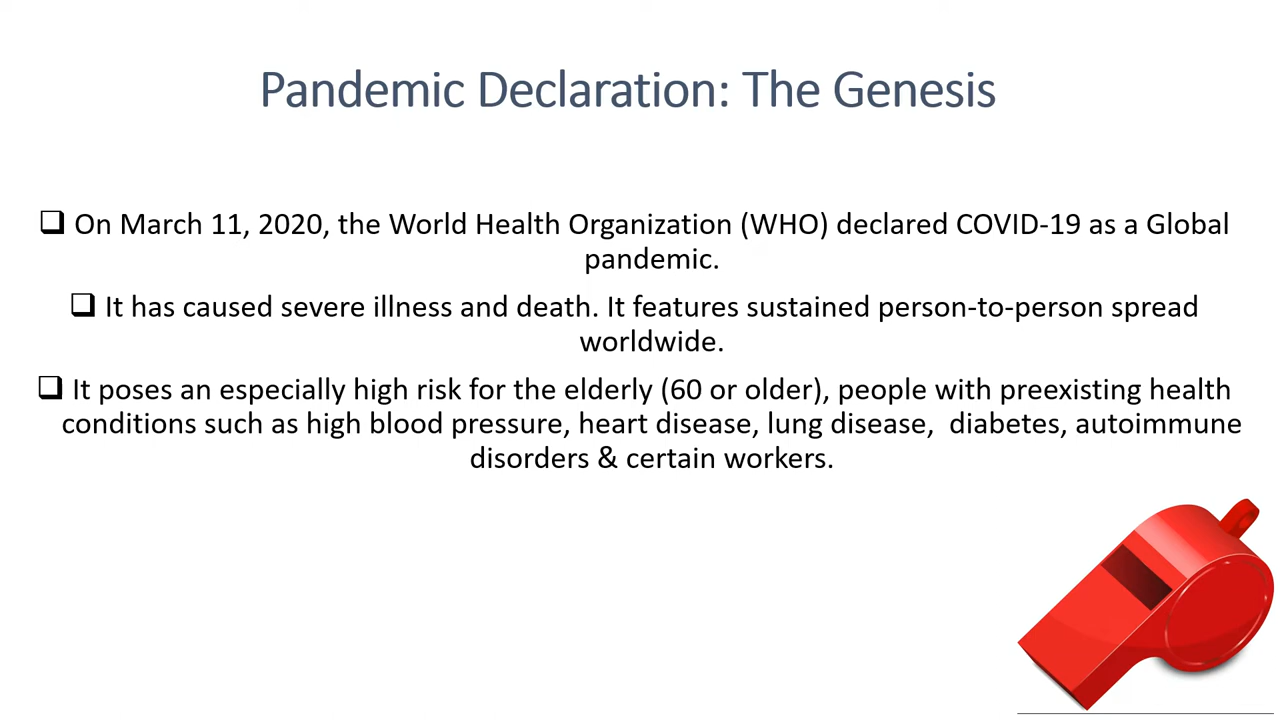 Pandemic Declaration: The Genesis
❑ On March 11, 2020, the World Health Organization (WHO) declared COVID-19 as a Global
pandemic.
❑ It has caused severe illness and death. It features sustained person-to-person spread
worldwide.
❑ It poses an especially high risk for the elderly (60 or older), people with preexisting health
conditions such as high blood pressure, heart disease, lung disease,  diabetes, autoimmune
disorders & certain workers.